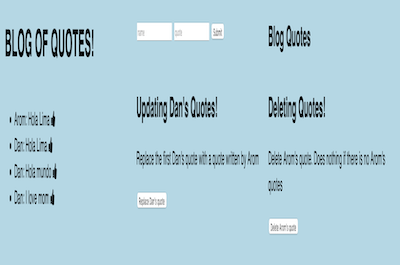 BLOG OF QUOTES!
Arom: Hola Lima
Dan: Hola Lima
Dan: Hola mundo
Dan: I love mom
name
quote
Submit
Updating Dan's Quotes!
Replace the first Dan's quote with a quote written by Arom
Replace Dan's quote
Blog Quotes
Deleting Quotes!
Delete Arom's quote. Does nothing if there is no Arom's
quotes
Delete Arom's quote